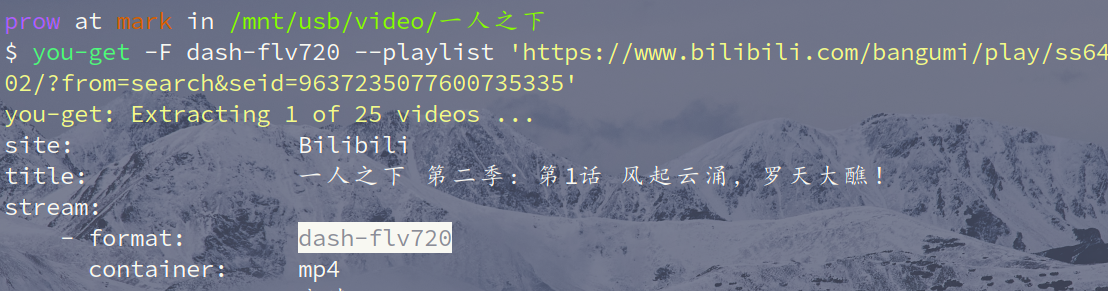 prow at mark in /mnt/usb/video/一人之下
$ you-get -F dash-flv720 --playlist 'https://www.bilibili.com/bangumi/play/ss64
02/?from=search&seid=9637235077600735335'
you-get: Extracting 1 of 25 videos ...
site: Bilibili
title: 一人之下 第二季: 第1话 风起云涌, 罗天大醮!
stream:
- format: dash-flv720
container: mp4